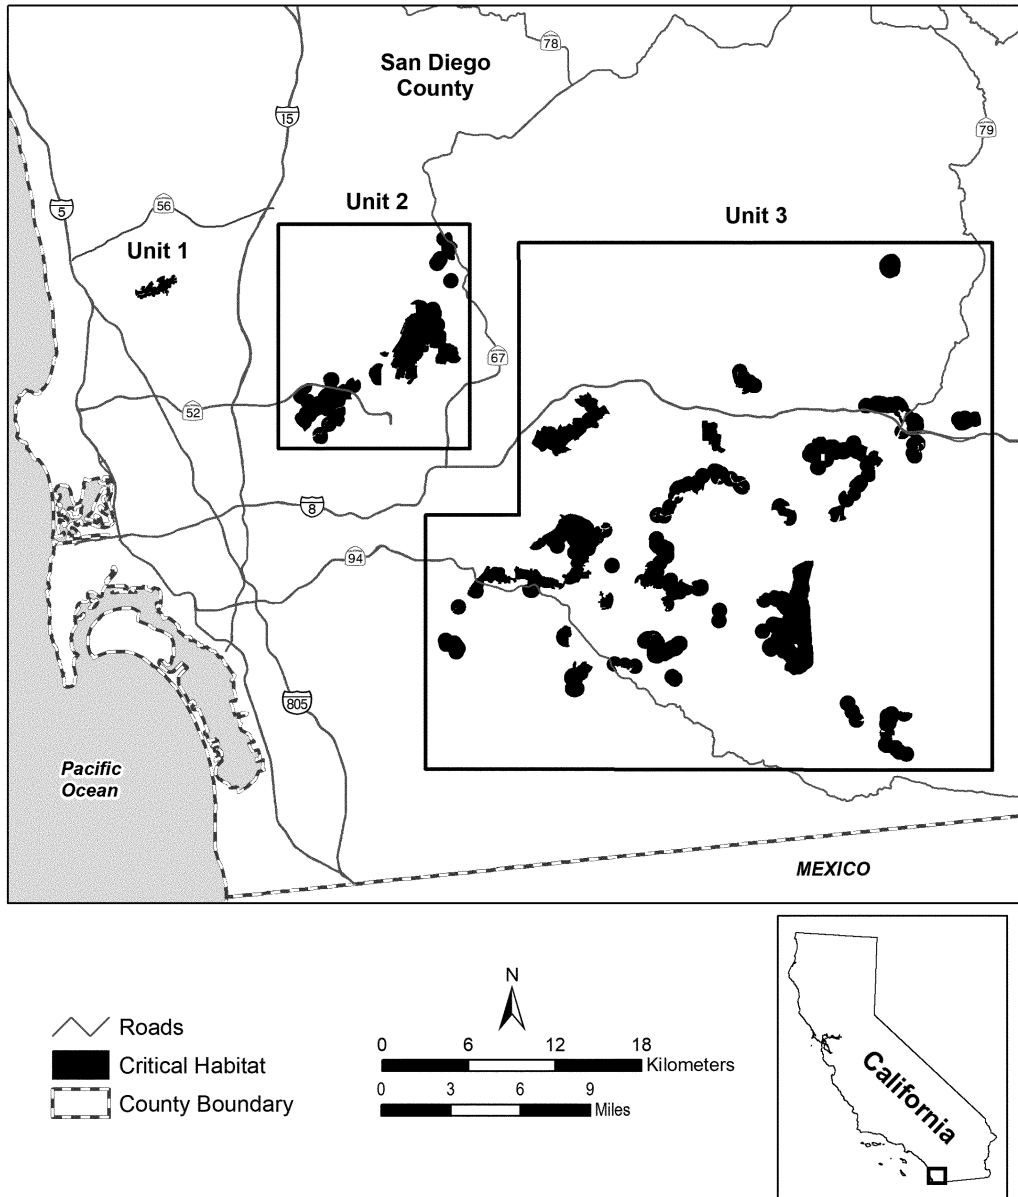 78
San Diego
County
15
79
56
Unit 2
5
Unit 3
Unit 1
67
52
8
94
805
Pacific
Ocean
MEXICO
N
Roads
0 6 12 18
Kilometers
Critical Habitat
0 3 6 9
Miles
County Boundary
California